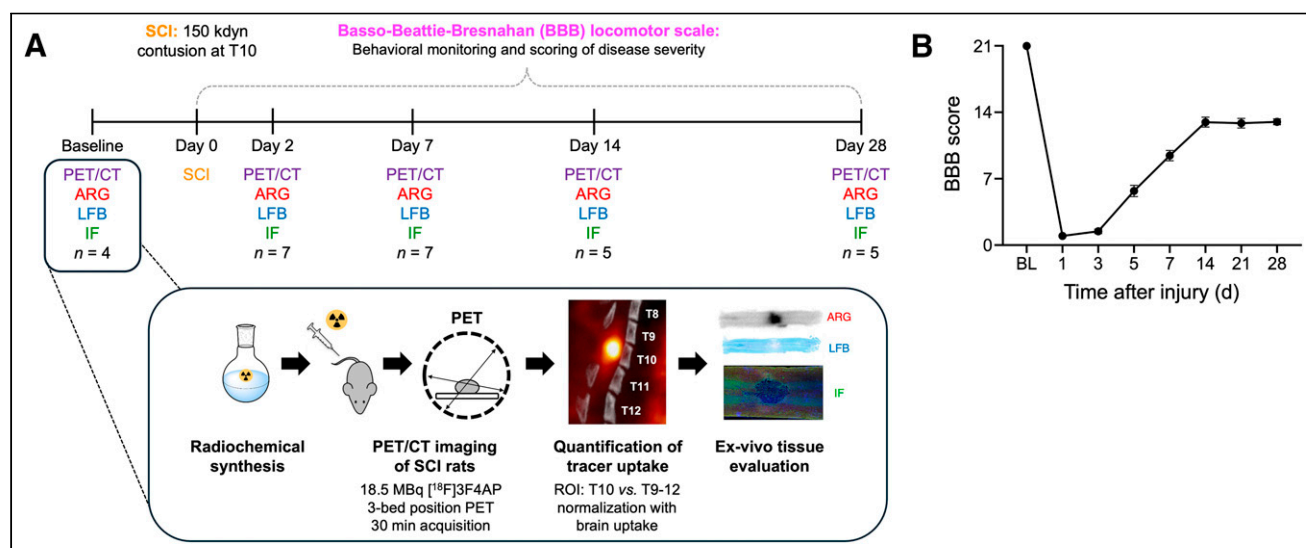 A
SCI: 150 kdyn
contusion at T10
Basso-Beattie-Bresnahan (BBB) locomotor scale:
Behavioral monitoring and scoring of disease severity
Baseline
Day 0
Day 2
Day 7
Day 14
Day 28
PET/CT
ARG
LFB
IF
n = 4
SCI
PET/CT
ARG
LFB
IF
n = 7
PET/CT
ARG
LFB
IF
n = 7
PET/CT
ARG
LFB
IF
n = 5
PET/CT
ARG
LFB
IF
n = 5
Radiochemical
synthesis
PET
PET/CT imaging
of SCI rats
18.5 MBq [¹⁸F]3F4AP
3-bed position PET
30 min acquisition
T8
T9
T10
T11
T12
Quantification of
tracer uptake
ROI: T10 vs. T9-12
normalization with
brain uptake
ARG
LFB
IF
Ex-vivo tissue
evaluation
B
BBB score
21
14
7
0
BL 1 3 5 7 14 21 28
Time after injury (d)